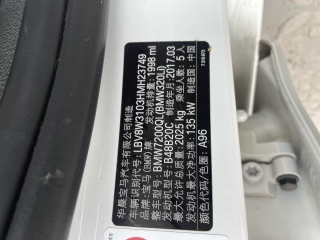 华晨宝马汽车有限公司制造
车辆识别代号: LBV8W3103HMH23749
品牌: 宝马(BMW)牌 发动机排量: 1998 ml
整车型号: BMW7200QL(BMW320Li)
发动机型号: B48B20C 制造年月: 2017.03
最大允许总质量: 2025 kg 乘坐人数: 5 人
发动机最大净功率: 135 kW 制造国: 中国
颜色代码/色覆: A96